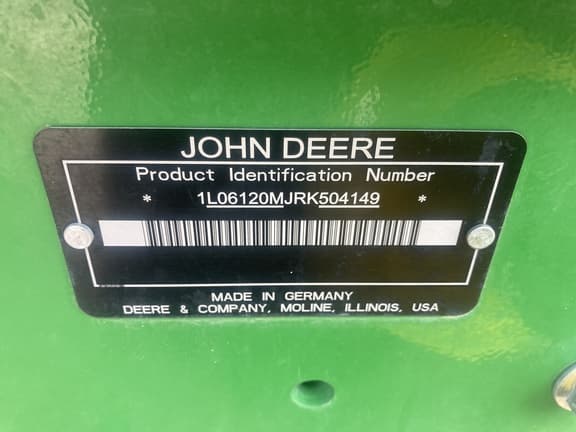 JOHN DEERE
Product Identification Number
* 1L06120MJRK504149 *
MADE IN GERMANY
DEERE & COMPANY, MOLINE, ILLINOIS, USA